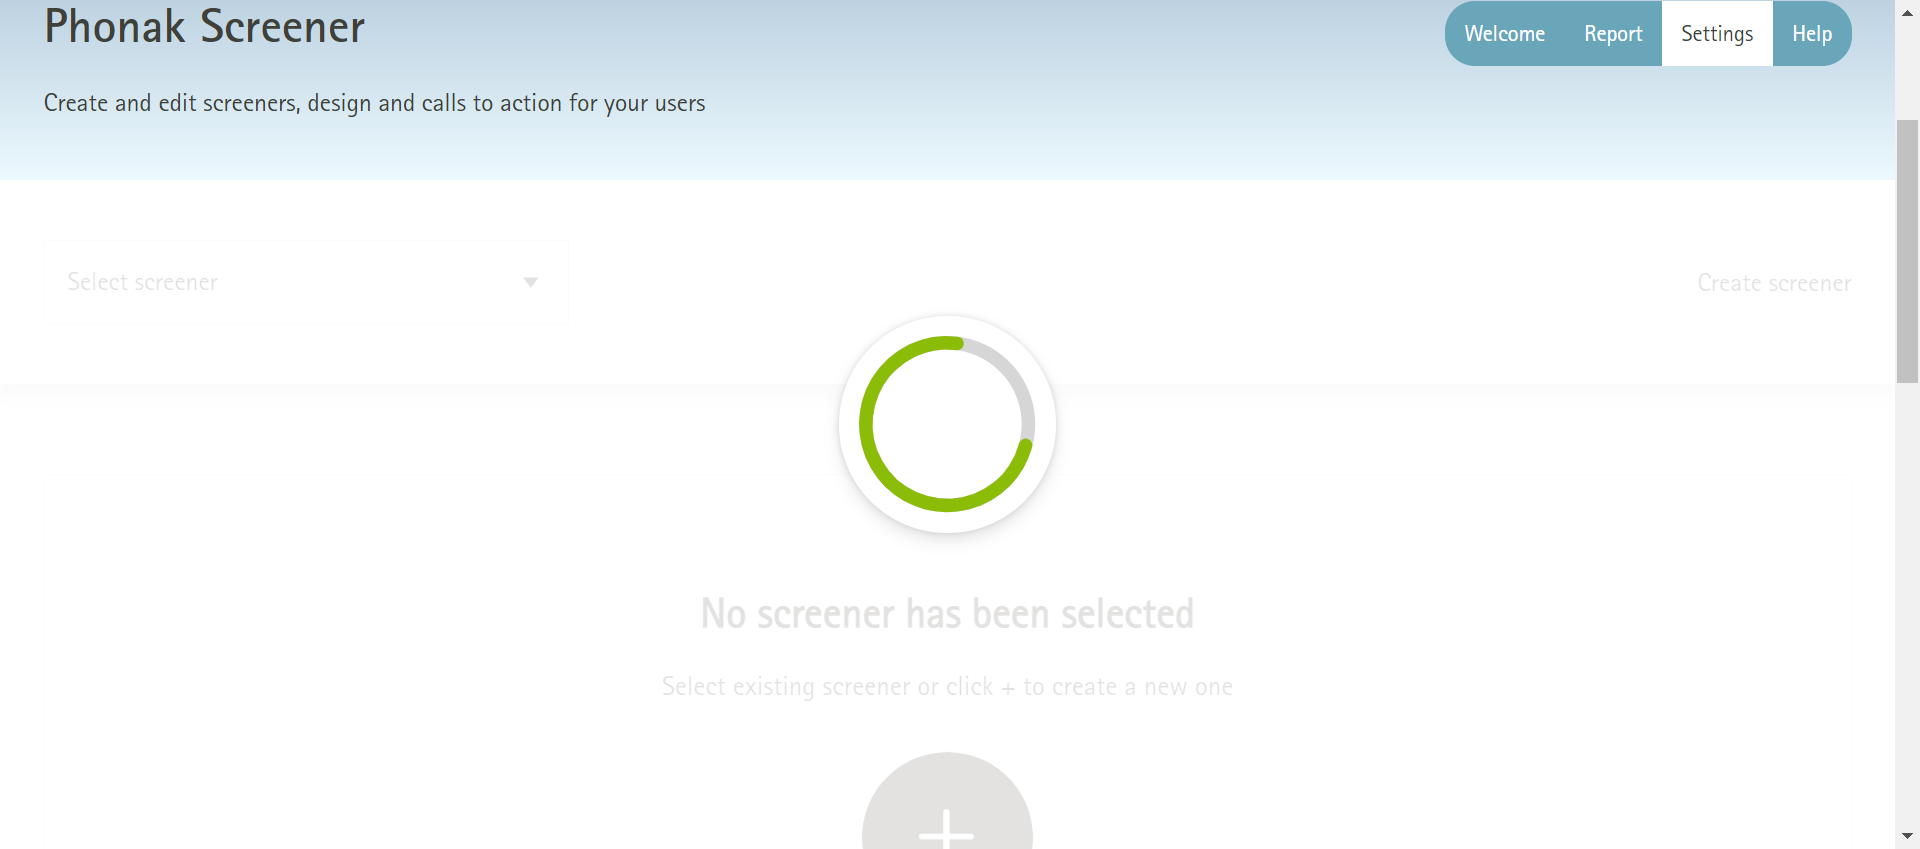 Phonak Screener
Welcome
Report
Settings
Help
Create and edit screeners, design and calls to action for your users
Select screener
Create screener
No screener has been selected
Select existing screener or click + to create a new one